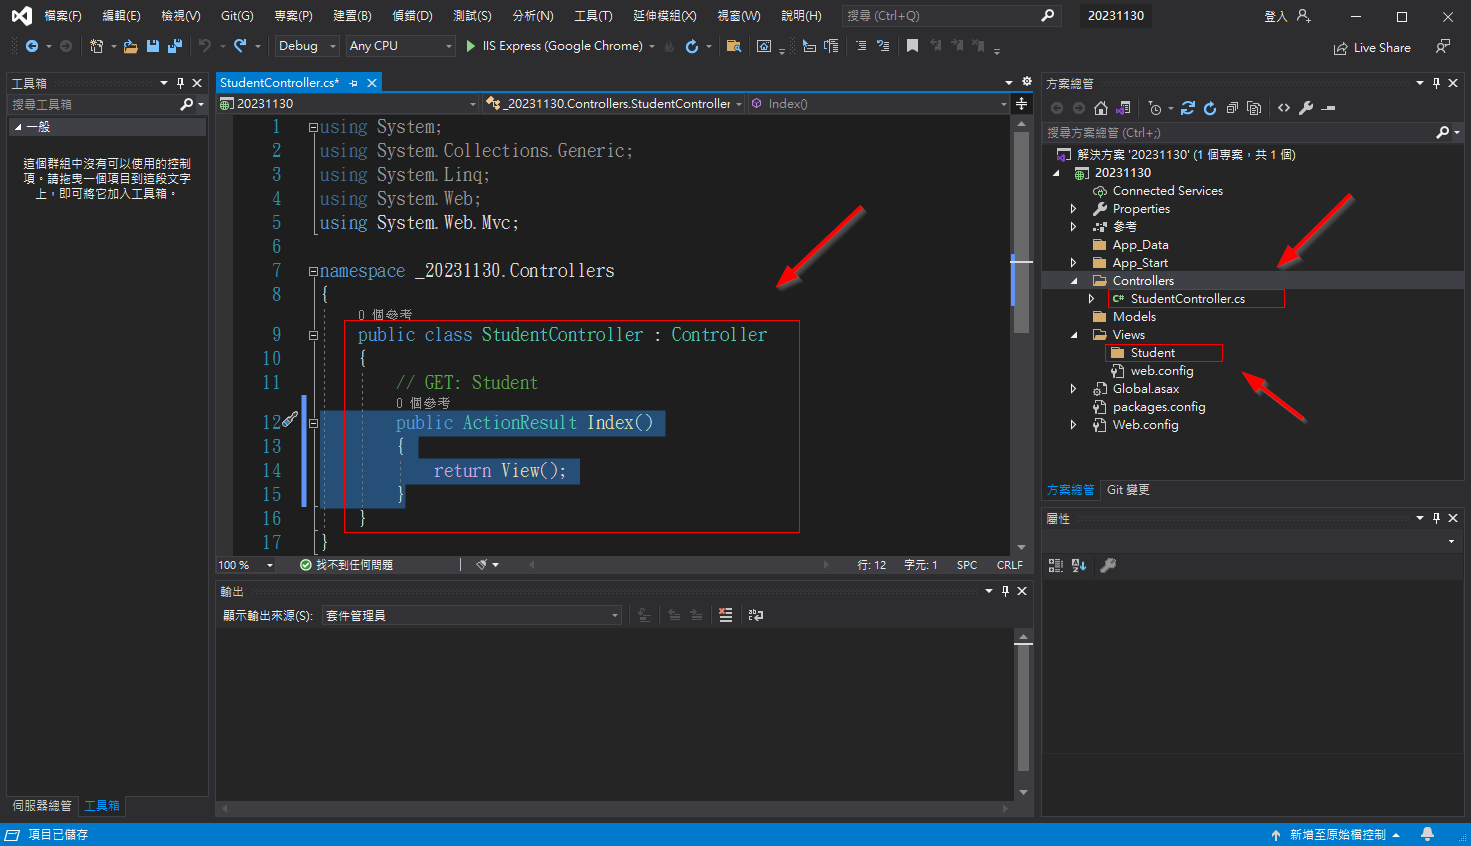 檔案(F) 編輯(E) 檢視(V) Git(G) 專案(P) 建置(B) 偵錯(D) 測試(S) 分析(N) 工具(T) 延伸模組(X) 視窗(W) 說明(H) 搜尋 (Ctrl+Q) 20231130 登入
Debug Any CPU IIS Express (Google Chrome) Live Share
工具箱
搜尋工具箱
一般
這個群組中沒有可以使用的控制
項。請拖曳一個項目到這段文字
上，即可將它加入工具箱。
伺服器總管 工具箱
StudentController.cs*
20231130 _20231130.Controllers.StudentController Index()
1 using System;
2 using System.Collections.Generic;
3 using System.Linq;
4 using System.Web;
5 using System.Web.Mvc;
6
7 namespace _20231130.Controllers
8 {
0 個參考
9 public class StudentController : Controller
10 {
11 // GET: Student
0 個參考
12 public ActionResult Index()
13 {
14 return View();
15 }
16 }
17 }
100 % 找不到任何問題 行: 12 字元: 1 SPC CRLF
輸出
顯示輸出來源(S): 套件管理員
方案總管
搜尋方案總管 (Ctrl+;)
解決方案 '20231130' (1 個專案，共 1 個)
20231130
Connected Services
Properties
參考
App_Data
App_Start
Controllers
C# StudentController.cs
Models
Views
Student
web.config
Global.asax
packages.config
Web.config
方案總管 Git 變更
屬性
項目已儲存 新增至原始檔控制